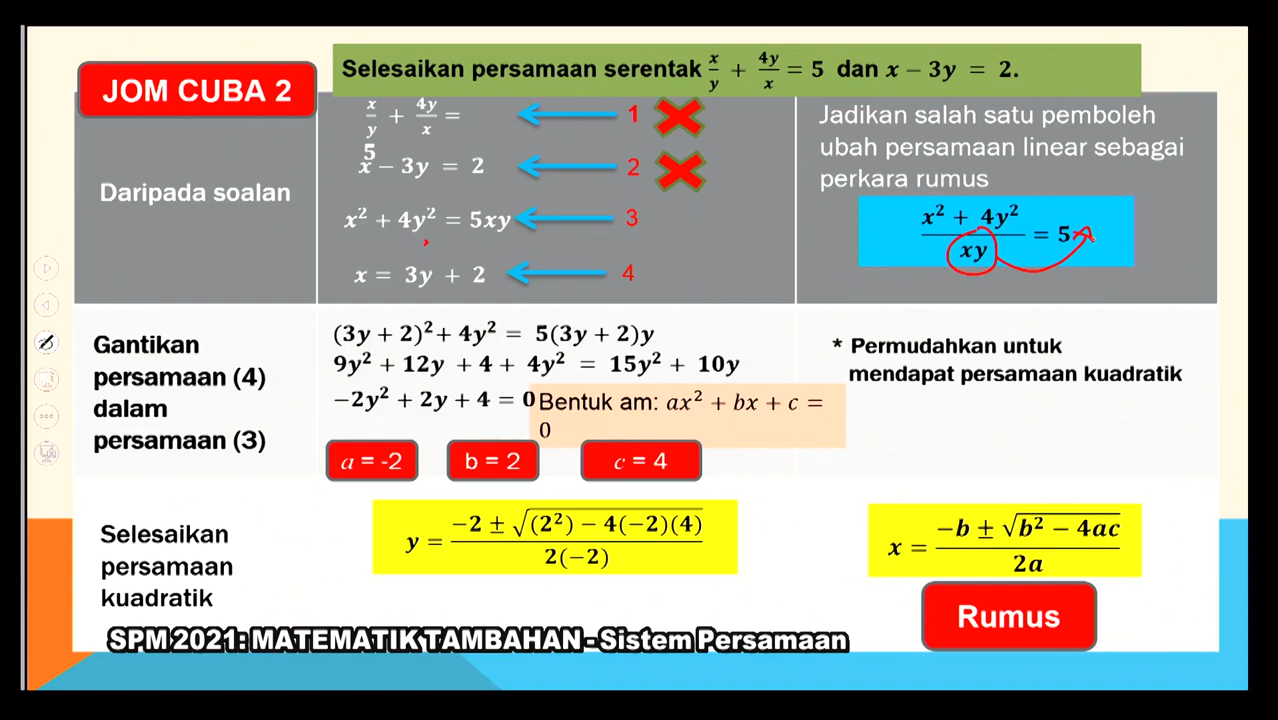 JOM CUBA 2
Selesaikan persamaan serentak x/y + 4y/x = 5 dan x − 3y = 2.
Daripada soalan
x/y + 4y/x =
5
1
x − 3y = 2
2
x² + 4y² = 5xy
3
x = 3y + 2
4
Jadikan salah satu pemboleh
ubah persamaan linear sebagai
perkara rumus
(x² + 4y²)/xy = 5
Gantikan
persamaan (4)
dalam
persamaan (3)
(3y + 2)² + 4y² = 5(3y + 2)y
9y² + 12y + 4 + 4y² = 15y² + 10y
−2y² + 2y + 4 = 0
Bentuk am: ax² + bx + c =
0
a = -2
b = 2
c = 4
* Permudahkan untuk
mendapat persamaan kuadratik
Selesaikan
persamaan
kuadratik
y = (−2 ± √((2²) − 4(−2)(4)))/2(−2)
x = (−b ± √(b² − 4ac))/2a
Rumus
SPM 2021: MATEMATIK TAMBAHAN - Sistem Persamaan